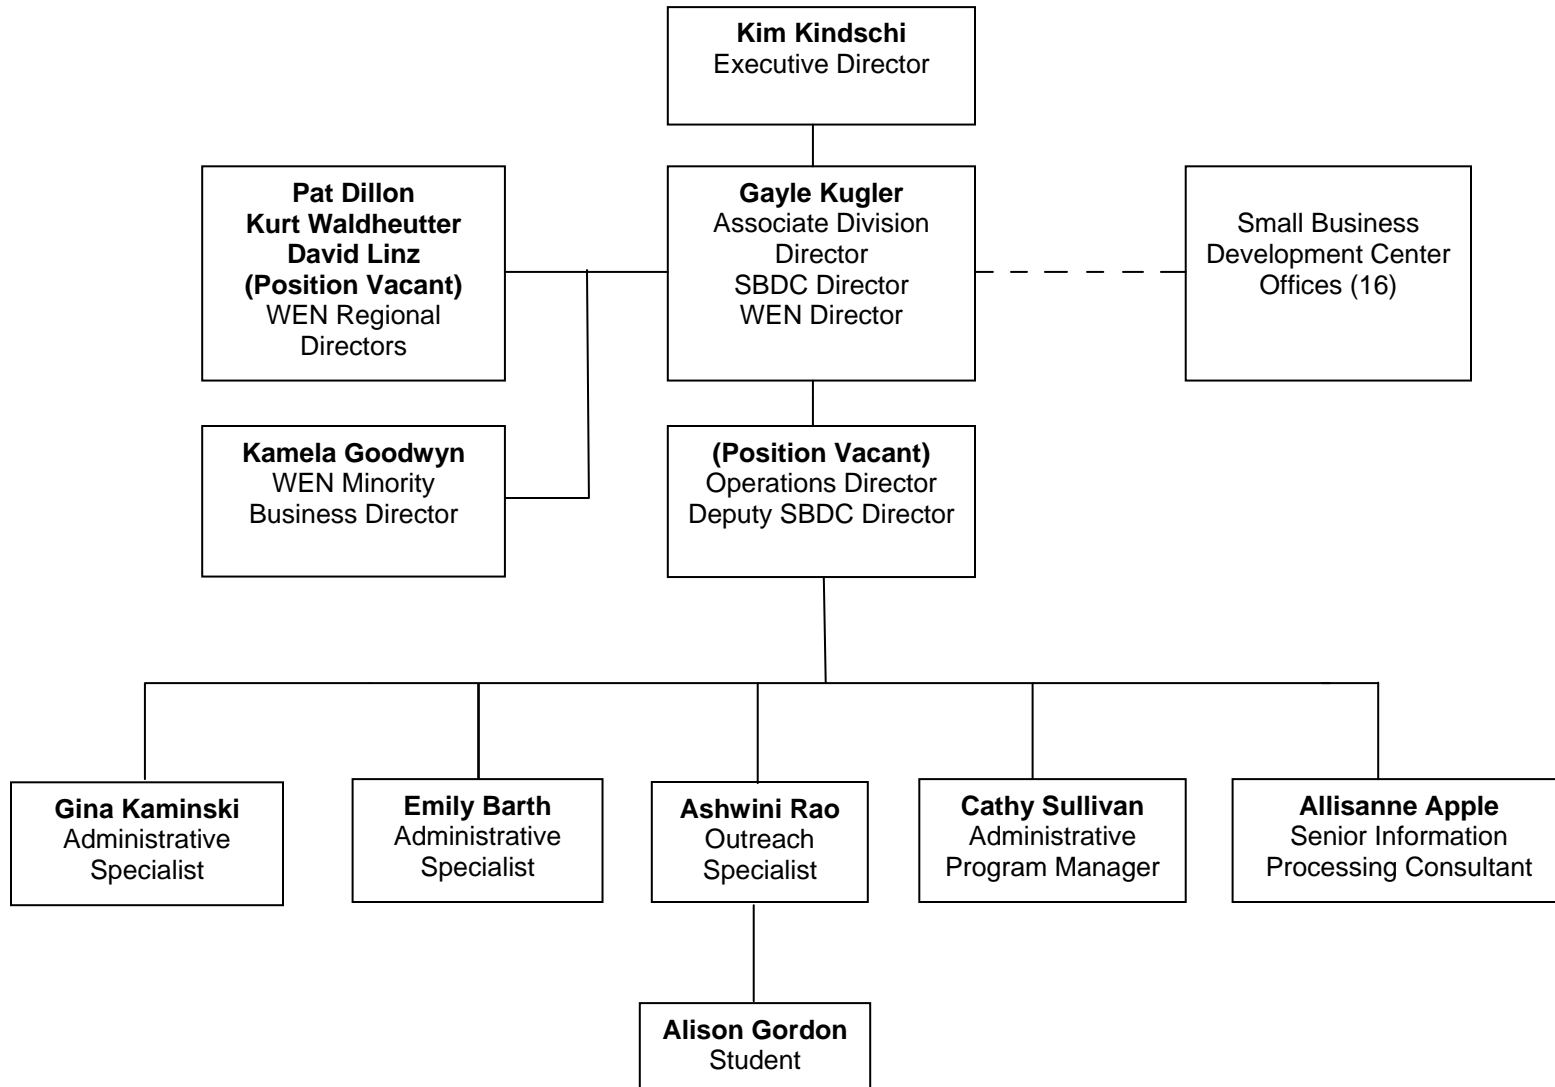 Kim Kindschi
Executive Director
Pat Dillon
Kurt Waldheutter
David Linz
(Position Vacant)
WEN Regional
Directors
Gayle Kugler
Associate Division
Director
SBDC Director
WEN Director
Small Business
Development Center
Offices (16)
Kamela Goodwyn
WEN Minority
Business Director
(Position Vacant)
Operations Director
Deputy SBDC Director
Gina Kaminski
Administrative
Specialist
Emily Barth
Administrative
Specialist
Ashwini Rao
Outreach
Specialist
Cathy Sullivan
Administrative
Program Manager
Allisanne Apple
Senior Information
Processing Consultant
Alison Gordon
Student